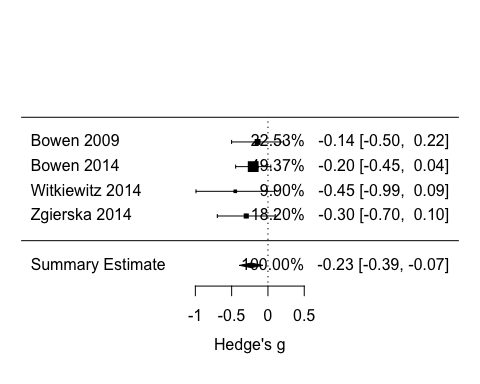 Bowen 2009 22.53% -0.14 [-0.50, 0.22]
Bowen 2014 49.37% -0.20 [-0.45, 0.04]
Witkiewitz 2014 9.90% -0.45 [-0.99, 0.09]
Zgierska 2014 18.20% -0.30 [-0.70, 0.10]
Summary Estimate 100.00% -0.23 [-0.39, -0.07]
-1 -0.5 0 0.5
Hedge's g